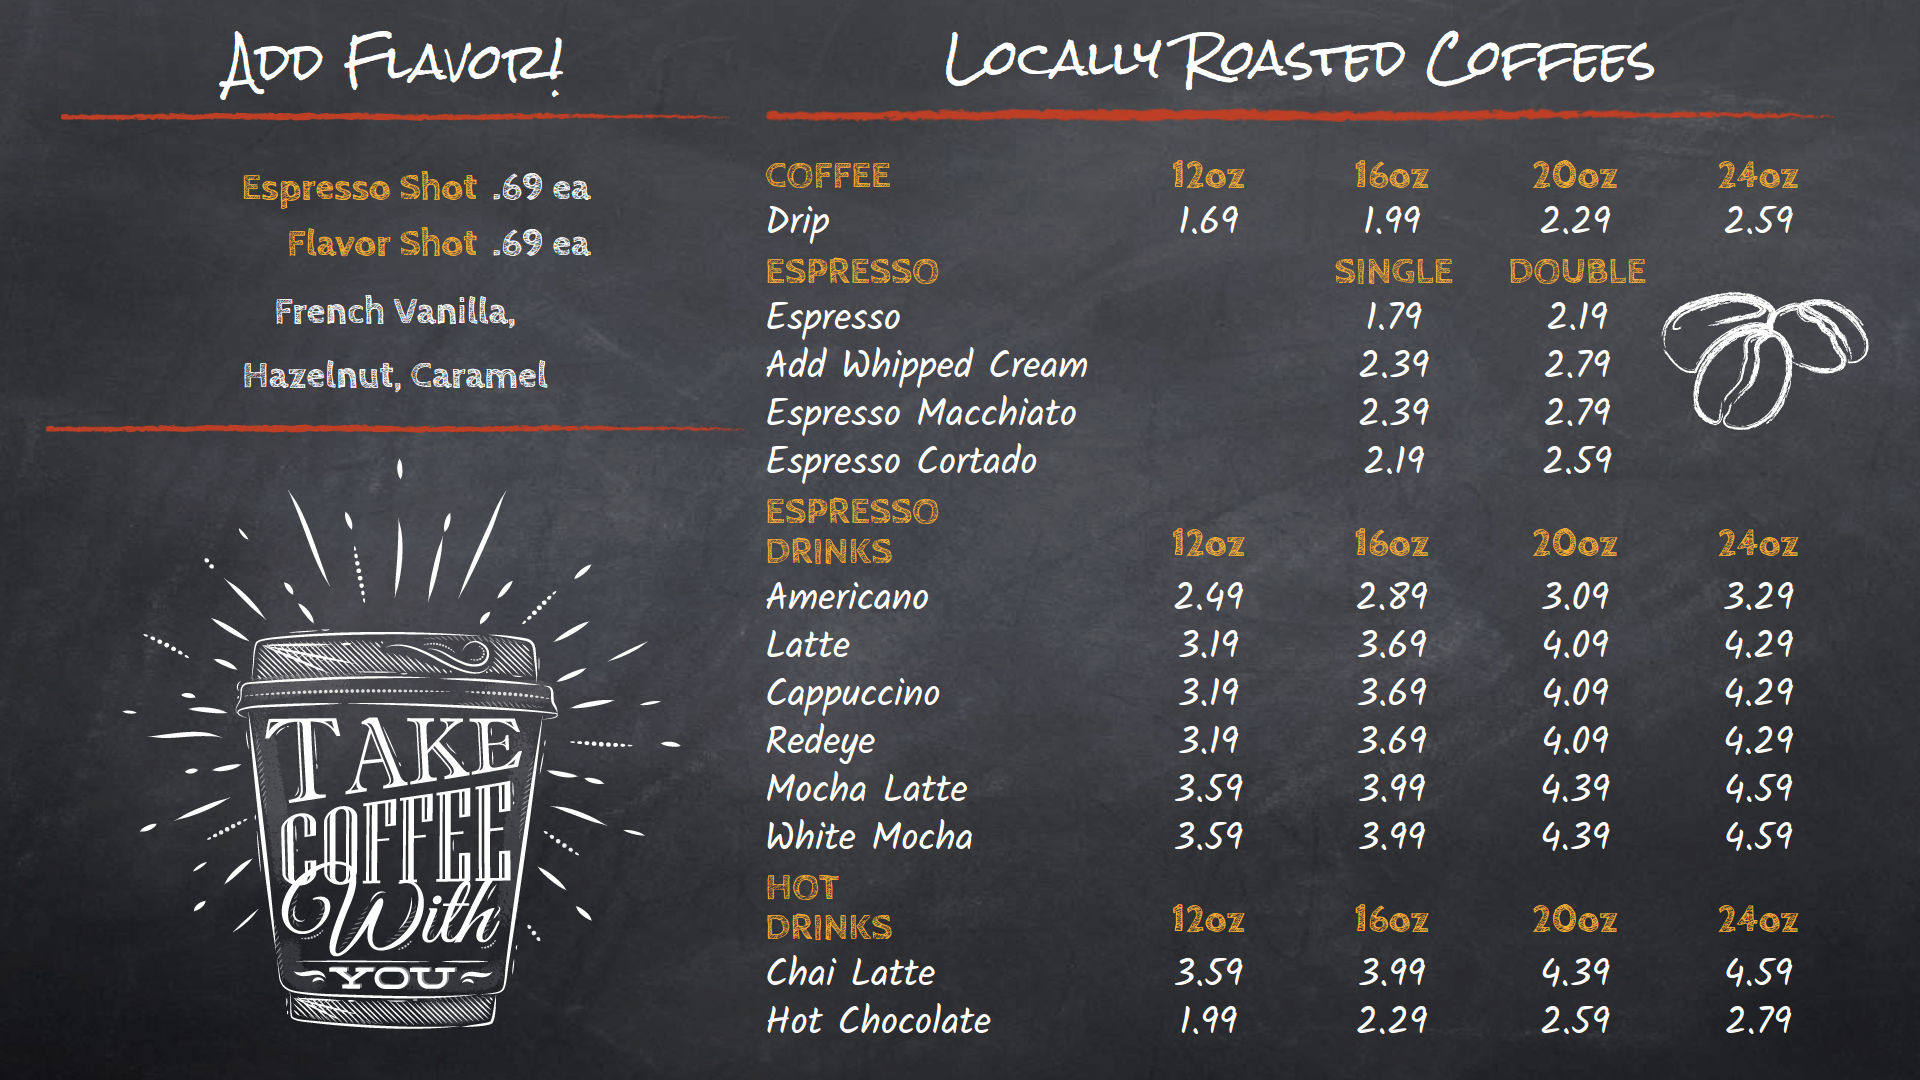 Add Flavor!
Espresso Shot .69 ea
Flavor Shot .69 ea
French Vanilla,
Hazelnut, Caramel
TAKE
COFFEE
With
YOU
Locally Roasted Coffees
COFFEE 12oz 16oz 20oz 24oz
Drip 1.69 1.99 2.29 2.59
ESPRESSO SINGLE DOUBLE
Espresso 1.79 2.19
Add Whipped Cream 2.39 2.79
Espresso Macchiato 2.39 2.79
Espresso Cortado 2.19 2.59
ESPRESSO
DRINKS 12oz 16oz 20oz 24oz
Americano 2.49 2.89 3.09 3.29
Latte 3.19 3.69 4.09 4.29
Cappuccino 3.19 3.69 4.09 4.29
Redeye 3.19 3.69 4.09 4.29
Mocha Latte 3.59 3.99 4.39 4.59
White Mocha 3.59 3.99 4.39 4.59
HOT
DRINKS 12oz 16oz 20oz 24oz
Chai Latte 3.59 3.99 4.39 4.59
Hot Chocolate 1.99 2.29 2.59 2.79